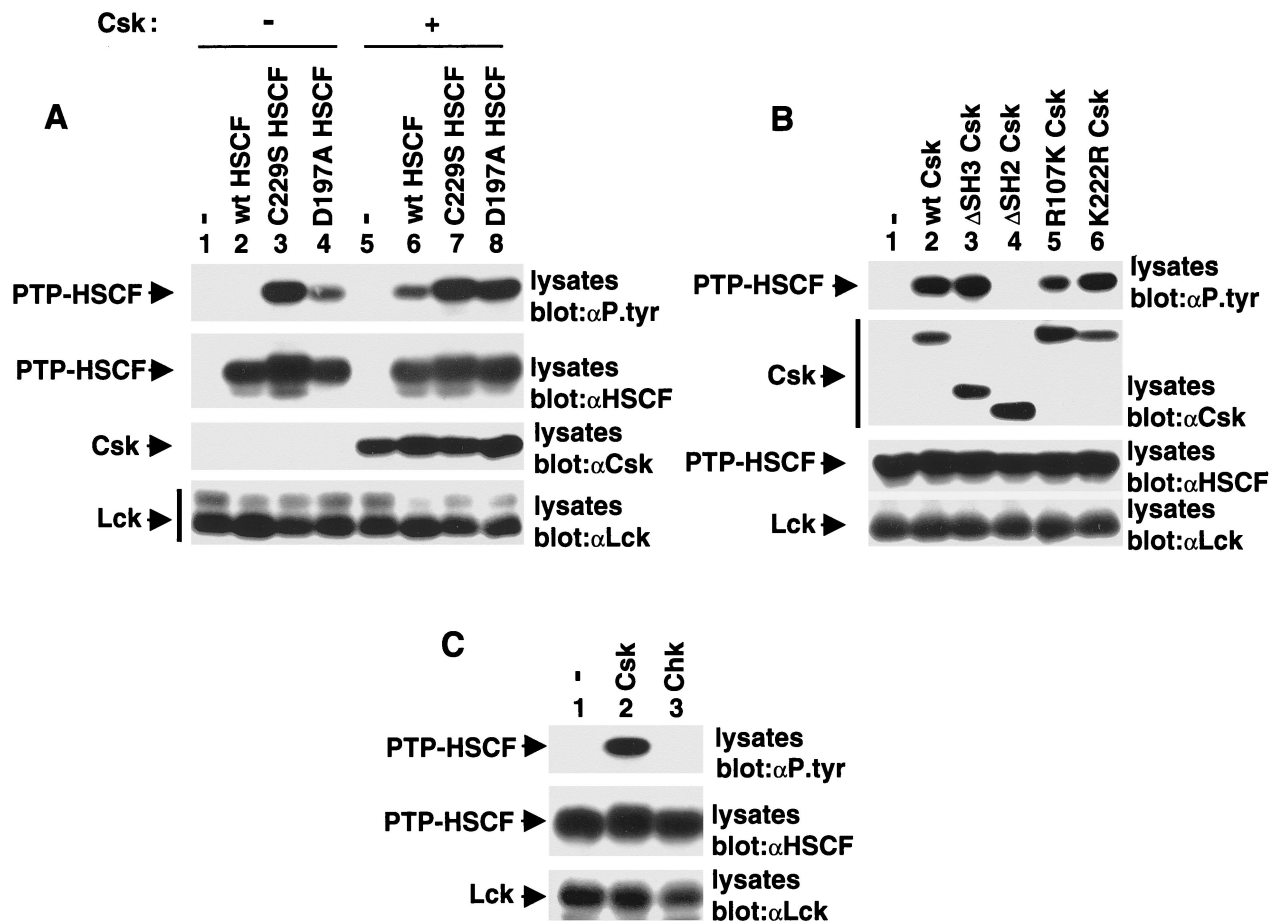 Csk: - +
A
- wt HSCF C229S HSCF D197A HSCF - wt HSCF C229S HSCF D197A HSCF
1 2 3 4 5 6 7 8
PTP-HSCF lysates
blot:αP.tyr
PTP-HSCF lysates
blot:αHSCF
Csk lysates
blot:αCsk
Lck lysates
blot:αLck
B
- wt Csk ΔSH3 Csk ΔSH2 Csk R107K Csk K222R Csk
1 2 3 4 5 6
PTP-HSCF lysates
blot:αP.tyr
Csk lysates
blot:αCsk
PTP-HSCF lysates
blot:αHSCF
Lck lysates
blot:αLck
C
- Csk Chk
1 2 3
PTP-HSCF lysates
blot:αP.tyr
PTP-HSCF lysates
blot:αHSCF
Lck lysates
blot:αLck